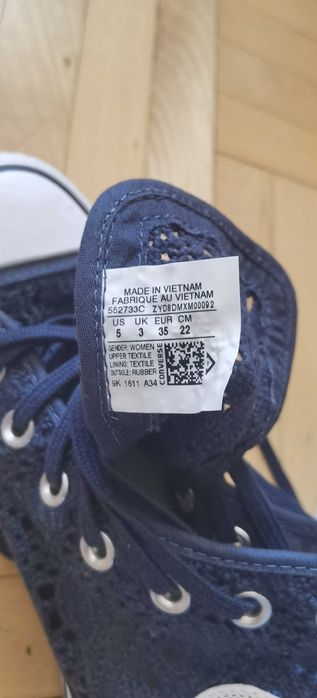 MADE IN VIETNAM
FABRIQUE AU VIETNAM
552733C ZYD8DMXM00092
US UK EUR CM
5 3 35 22
GENDER: WOMEN
UPPER:TEXTILE
LINING: TEXTILE
OUTSOLE: RUBBER
9K 1611 A34
CONVERSE